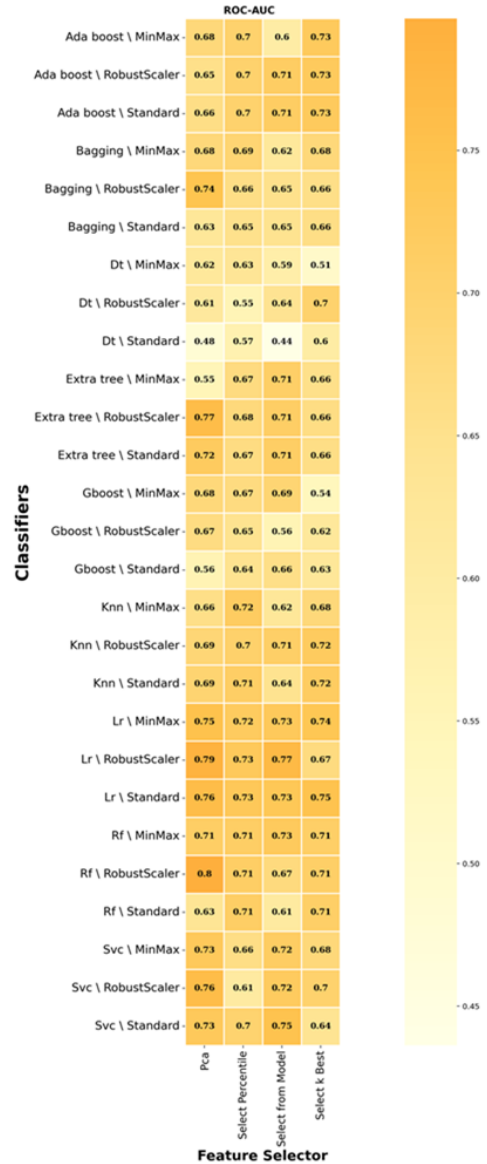 ROC-AUC
Ada boost \ MinMax 0.68 0.7 0.6 0.73
Ada boost \ RobustScaler 0.65 0.7 0.71 0.73
Ada boost \ Standard 0.66 0.7 0.71 0.73
Bagging \ MinMax 0.68 0.69 0.62 0.68
Bagging \ RobustScaler 0.74 0.66 0.65 0.66
Bagging \ Standard 0.63 0.65 0.65 0.66
Dt \ MinMax 0.62 0.63 0.59 0.51
Dt \ RobustScaler 0.61 0.55 0.64 0.7
Dt \ Standard 0.48 0.57 0.44 0.6
Extra tree \ MinMax 0.55 0.67 0.71 0.66
Extra tree \ RobustScaler 0.77 0.68 0.71 0.66
Extra tree \ Standard 0.72 0.67 0.71 0.66
Gboost \ MinMax 0.68 0.67 0.69 0.54
Gboost \ RobustScaler 0.67 0.65 0.56 0.62
Gboost \ Standard 0.56 0.64 0.66 0.63
Knn \ MinMax 0.66 0.72 0.62 0.68
Knn \ RobustScaler 0.69 0.7 0.71 0.72
Knn \ Standard 0.69 0.71 0.64 0.72
Lr \ MinMax 0.75 0.72 0.73 0.74
Lr \ RobustScaler 0.79 0.73 0.77 0.67
Lr \ Standard 0.76 0.73 0.73 0.75
Rf \ MinMax 0.71 0.71 0.73 0.71
Rf \ RobustScaler 0.8 0.71 0.67 0.71
Rf \ Standard 0.63 0.71 0.61 0.71
Svc \ MinMax 0.73 0.66 0.72 0.68
Svc \ RobustScaler 0.76 0.61 0.72 0.7
Svc \ Standard 0.73 0.7 0.75 0.64
Classifiers
Pca
Select Percentile
Select from Model
Select k Best
Feature Selector
0.75
0.70
0.65
0.60
0.55
0.50
0.45